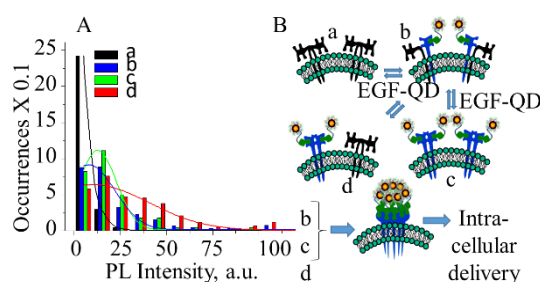 A
25
20
15
10
5
0
Occurrences X 0.1
a
b
c
d
0
25
50
75
100
PL Intensity, a.u.
B
a
b
EGF-QD
EGF-QD
d
c
b
c
d
Intra-
cellular
delivery